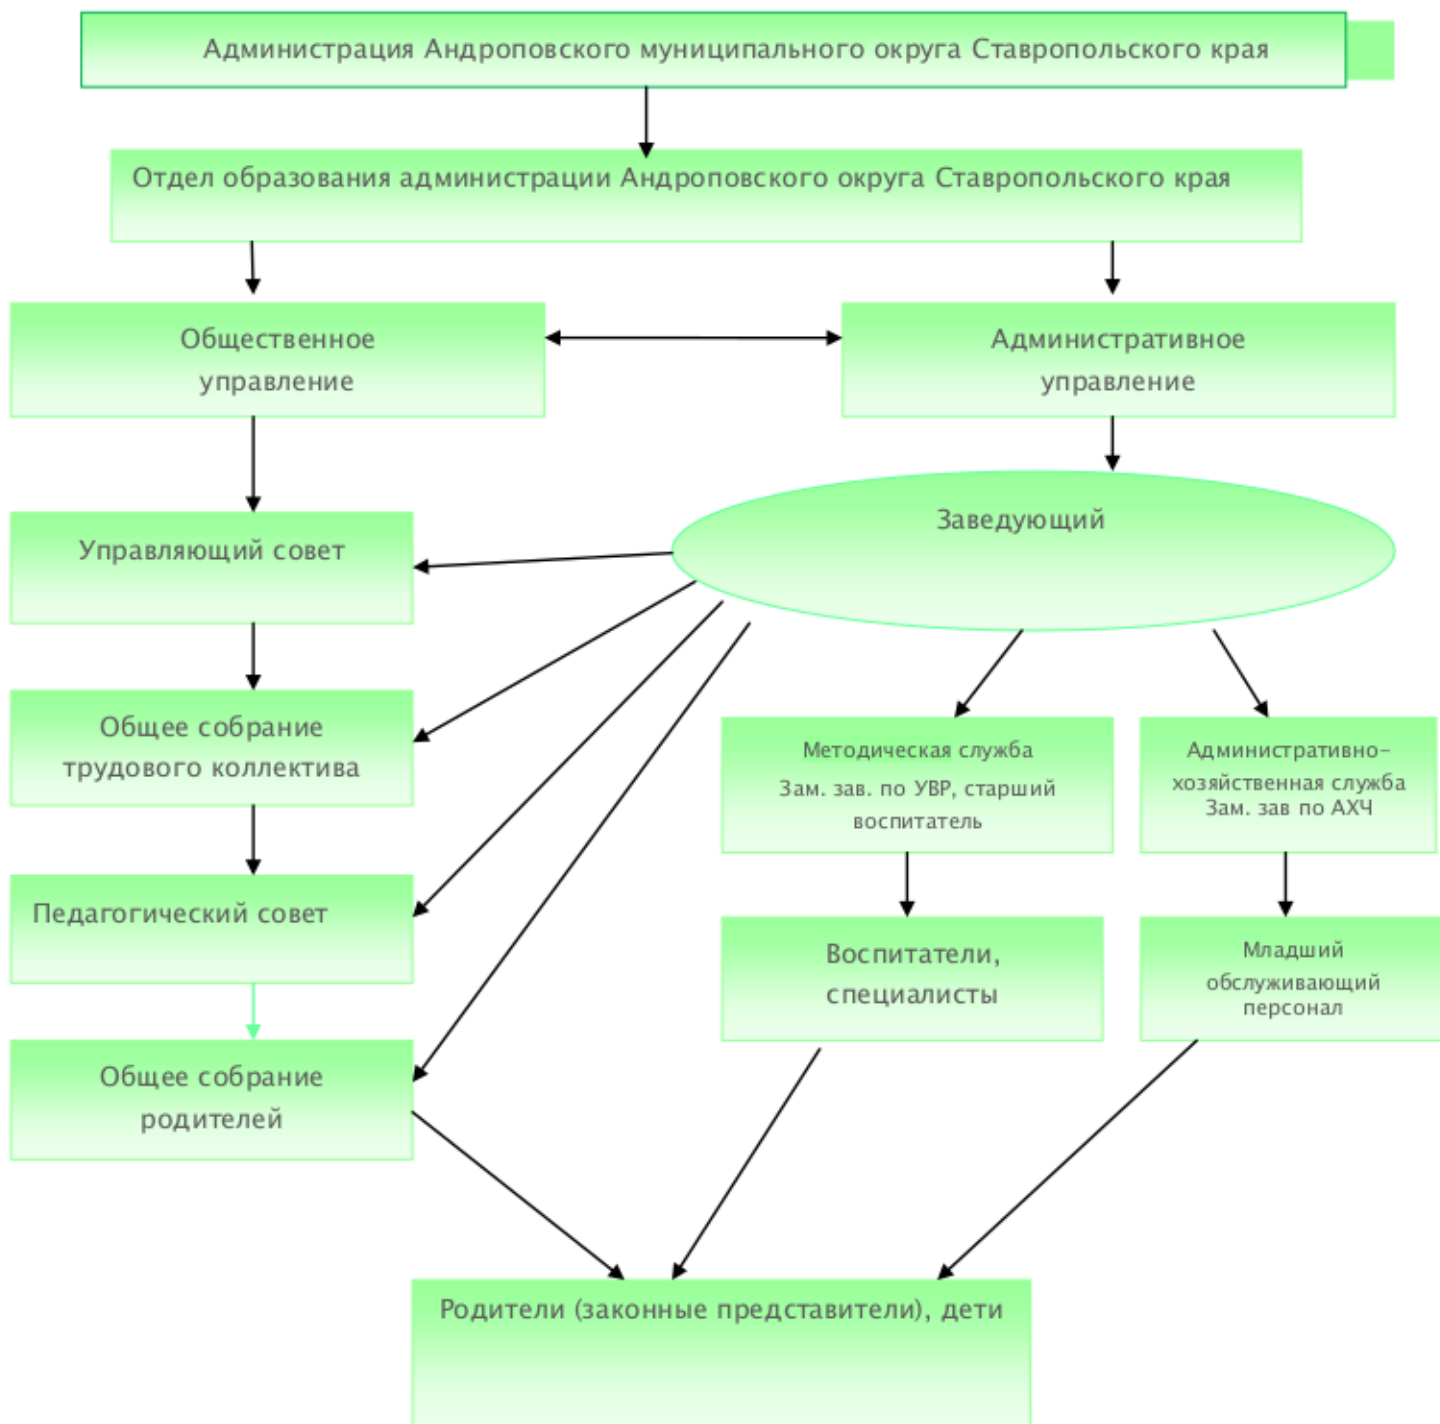 Администрация Андроповского муниципального округа Ставропольского края
Отдел образования администрации Андроповского округа Ставропольского края
Общественное
управление
Административное
управление
Заведующий
Управляющий совет
Общее собрание
трудового коллектива
Методическая служба
Зам. зав. по УВР, старший
воспитатель
Административно-
хозяйственная служба
Зам. зав по АХЧ
Педагогический совет
Воспитатели,
специалисты
Младший
обслуживающий
персонал
Общее собрание
родителей
Родители (законные представители), дети